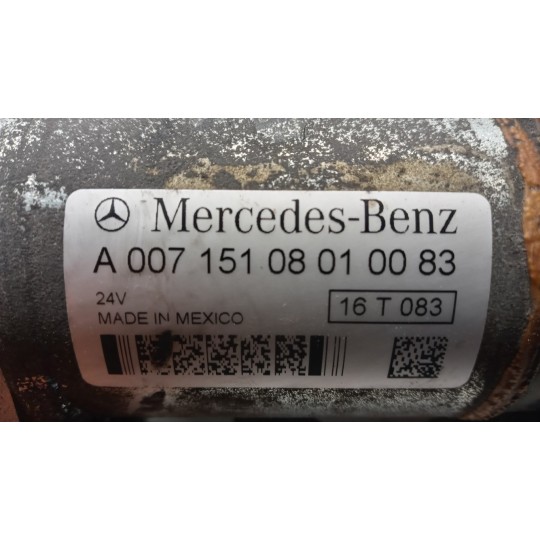 Mercedes-Benz
A 007 151 08 01 00 83
24V
16 T 083
MADE IN MEXICO